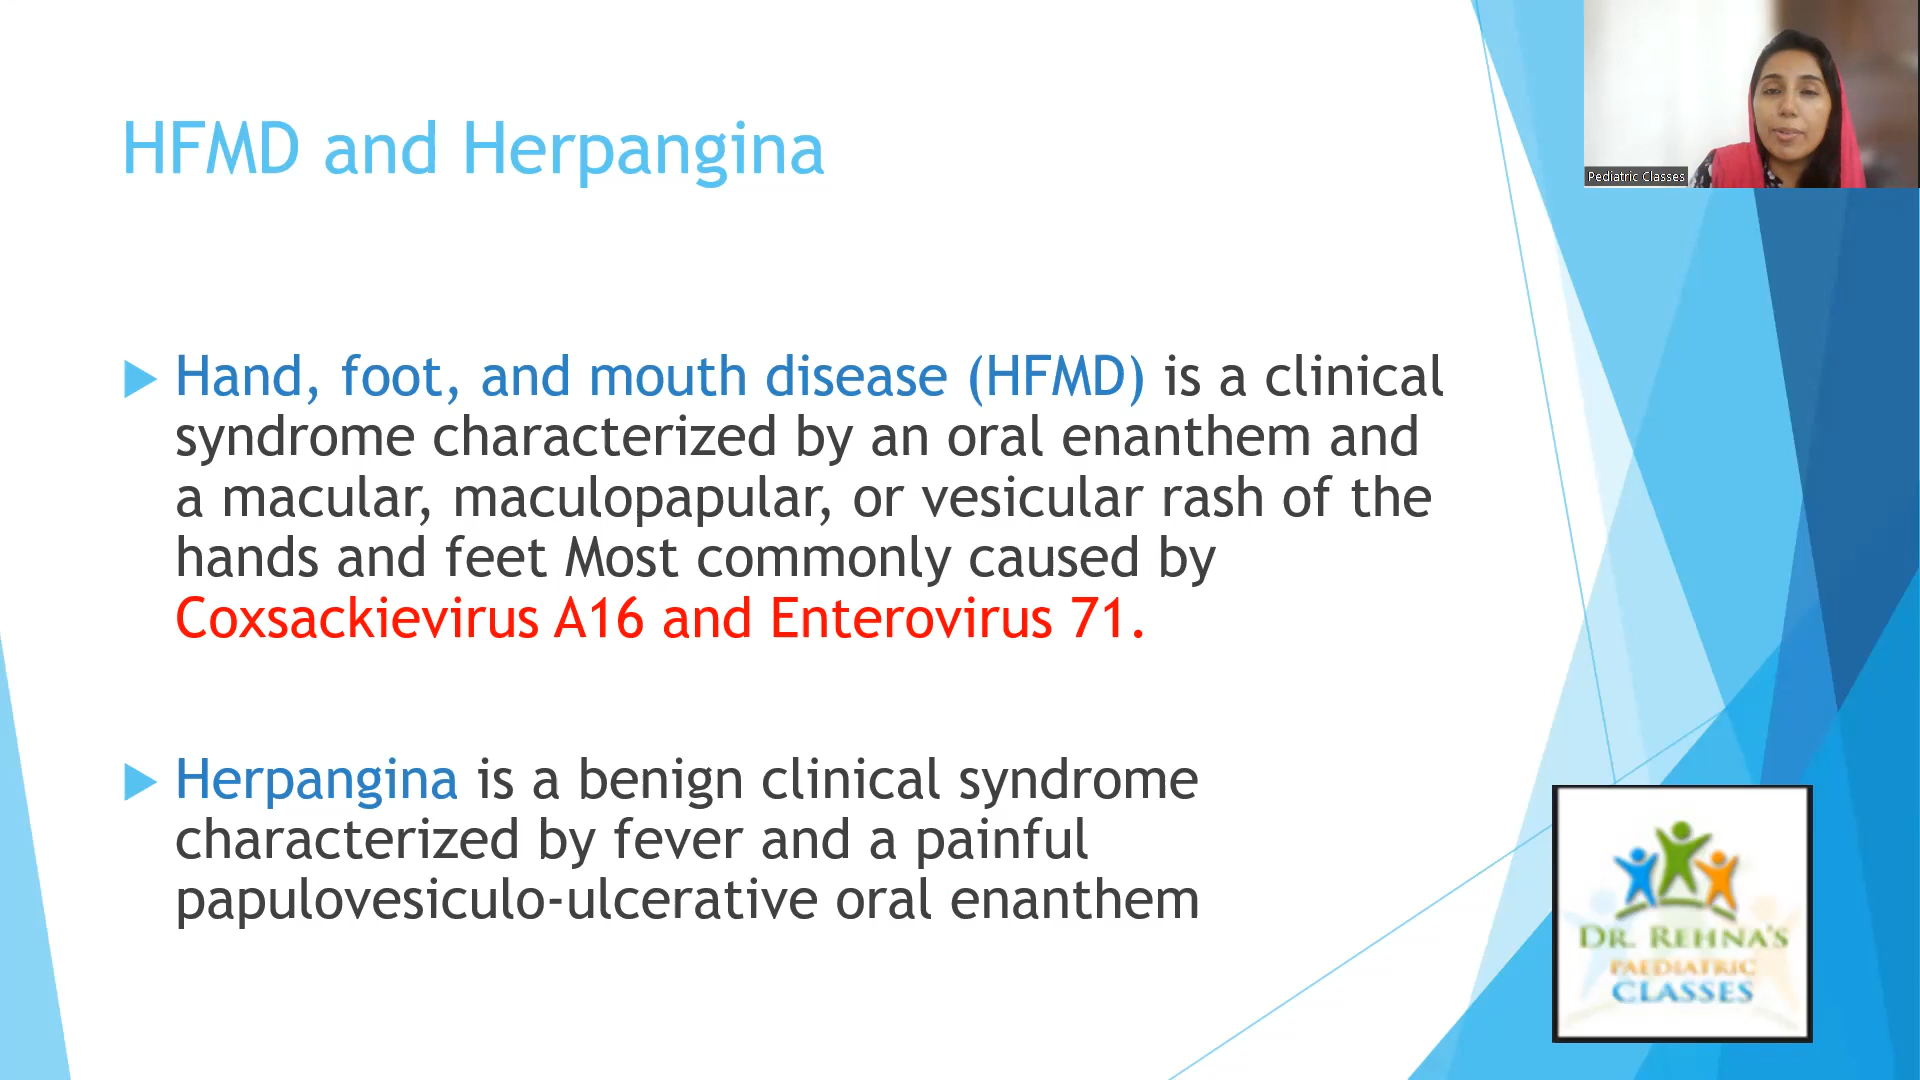 HFMD and Herpangina
Pediatric Classes
Hand, foot, and mouth disease (HFMD) is a clinical
syndrome characterized by an oral enanthem and
a macular, maculopapular, or vesicular rash of the
hands and feet Most commonly caused by
Coxsackievirus A16 and Enterovirus 71.
Herpangina is a benign clinical syndrome
characterized by fever and a painful
papulovesiculo-ulcerative oral enanthem
DR. REHNA'S
PAEDIATRIC
CLASSES